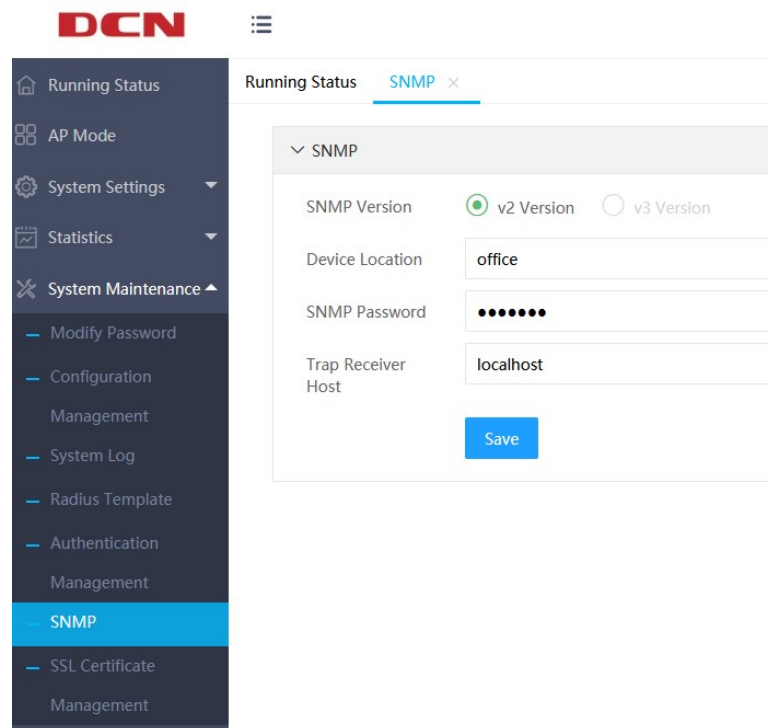 DCN
Running Status
AP Mode
System Settings
Statistics
System Maintenance
Modify Password
Configuration
Management
System Log
Radius Template
Authentication
Management
SNMP
SSL Certificate
Management
Running Status SNMP ×
SNMP
SNMP Version v2 Version v3 Version
Device Location office
SNMP Password •••••••
Trap Receiver
Host
localhost
Save